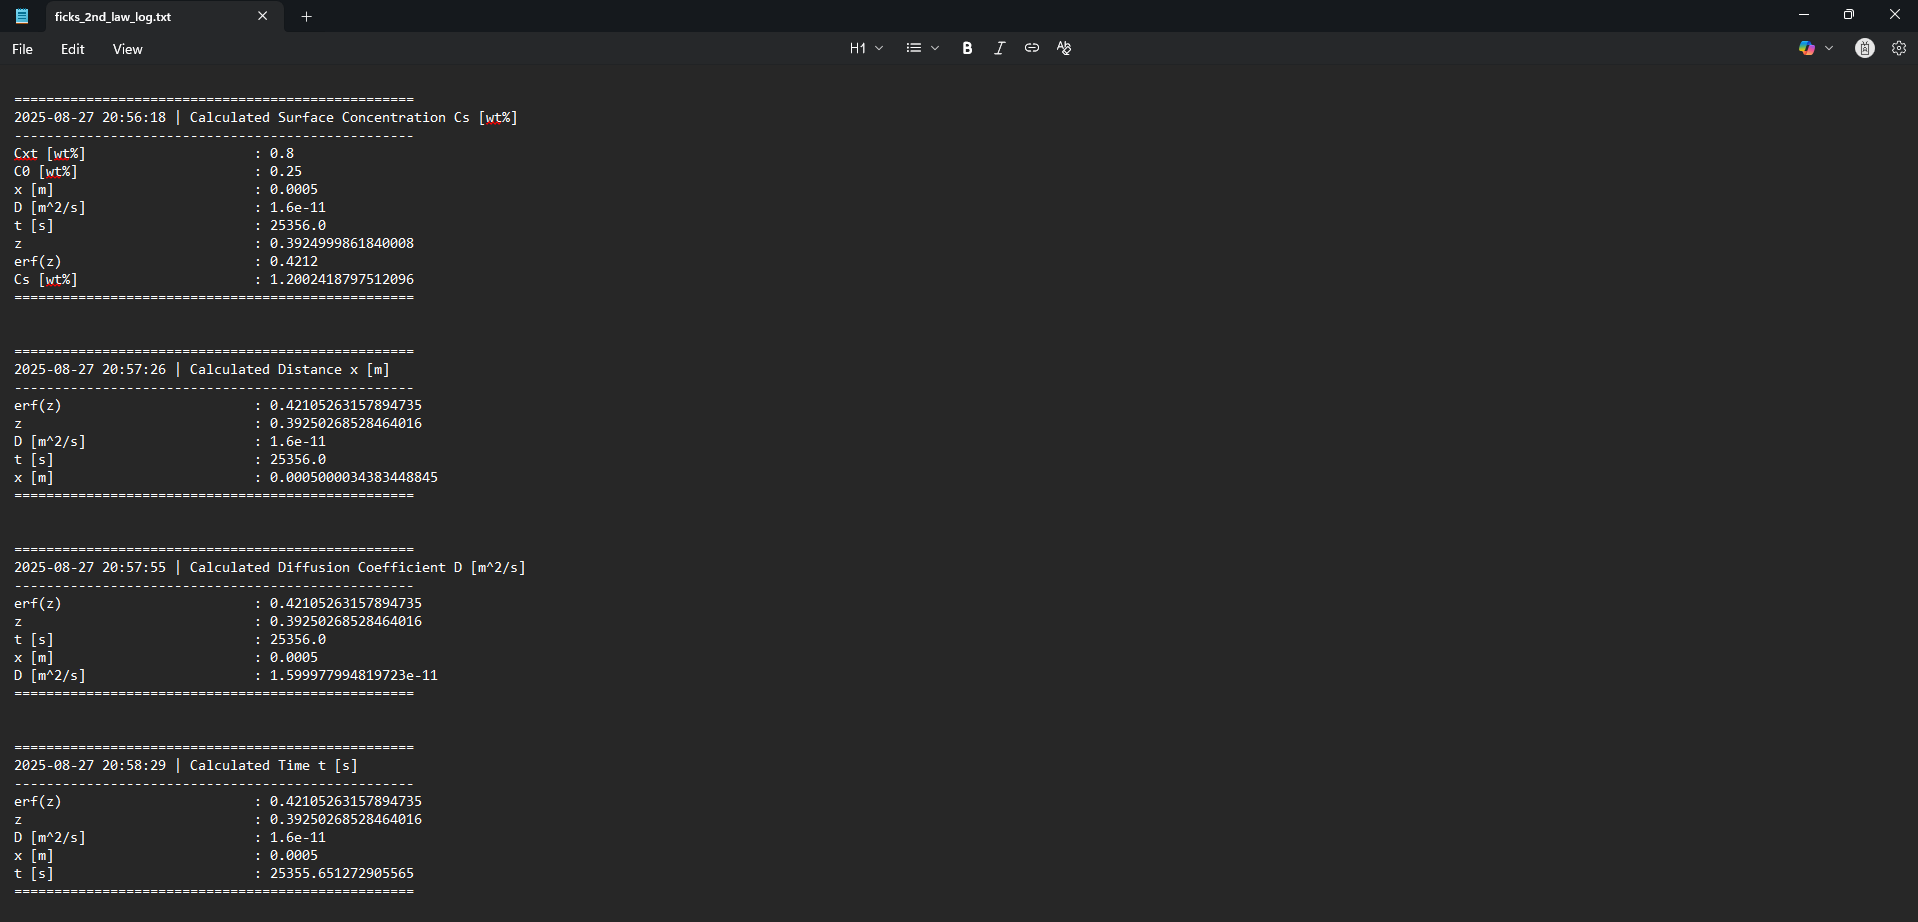 ficks_2nd_law_log.txt
File Edit View H1 B I
==================================================
2025-08-27 20:56:18 | Calculated Surface Concentration Cs [wt%]
--------------------------------------------------
Cxt [wt%] : 0.8
C0 [wt%] : 0.25
x [m] : 0.0005
D [m^2/s] : 1.6e-11
t [s] : 25356.0
z : 0.3924999861840008
erf(z) : 0.4212
Cs [wt%] : 1.2002418797512096
==================================================
==================================================
2025-08-27 20:57:26 | Calculated Distance x [m]
--------------------------------------------------
erf(z) : 0.42105263157894735
z : 0.39250268528464016
D [m^2/s] : 1.6e-11
t [s] : 25356.0
x [m] : 0.0005000034383448845
==================================================
==================================================
2025-08-27 20:57:55 | Calculated Diffusion Coefficient D [m^2/s]
--------------------------------------------------
erf(z) : 0.42105263157894735
z : 0.39250268528464016
t [s] : 25356.0
x [m] : 0.0005
D [m^2/s] : 1.599977994819723e-11
==================================================
==================================================
2025-08-27 20:58:29 | Calculated Time t [s]
--------------------------------------------------
erf(z) : 0.42105263157894735
z : 0.39250268528464016
D [m^2/s] : 1.6e-11
x [m] : 0.0005
t [s] : 25355.651272905565
==================================================